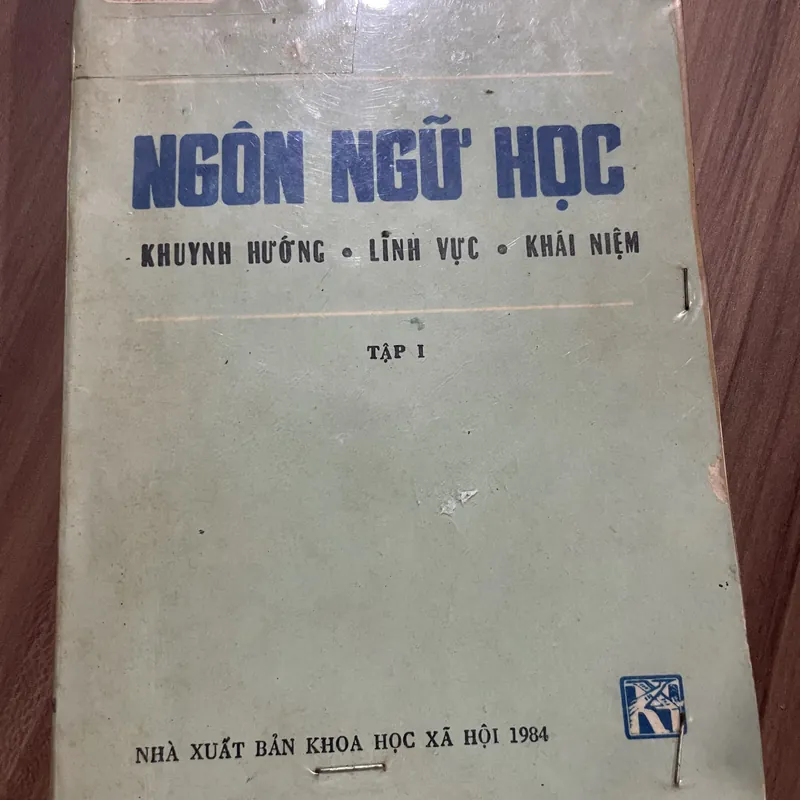 NGÔN NGỮ HỌC
KHUYNH HƯỚNG • LĨNH VỰC • KHÁI NIỆM
TẬP I
NHÀ XUẤT BẢN KHOA HỌC XÃ HỘI 1984